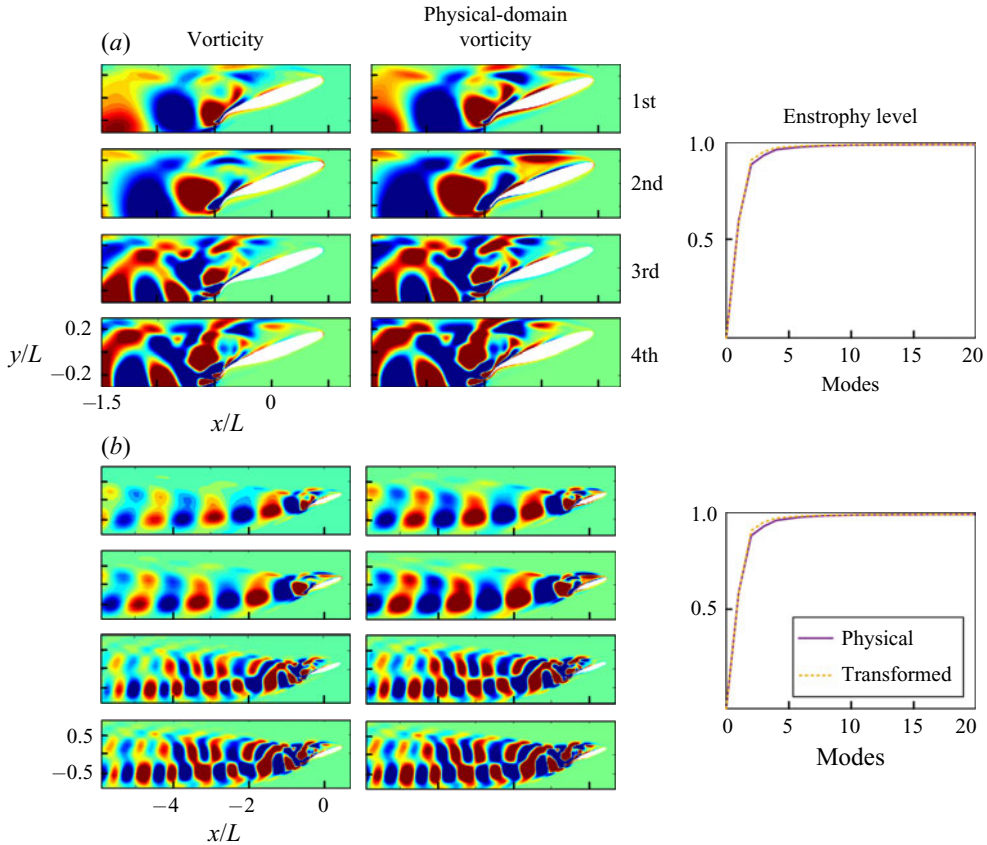 (a)
Vorticity
Physical-domain
vorticity
1st
2nd
3rd
4th
0.2
y/L
−0.2
−1.5
0
x/L
Enstrophy level
1.0
0.5
0
5
10
15
20
Modes
(b)
0.5
−0.5
−4
−2
0
x/L
1.0
0.5
Physical
Transformed
0
5
10
15
20
Modes